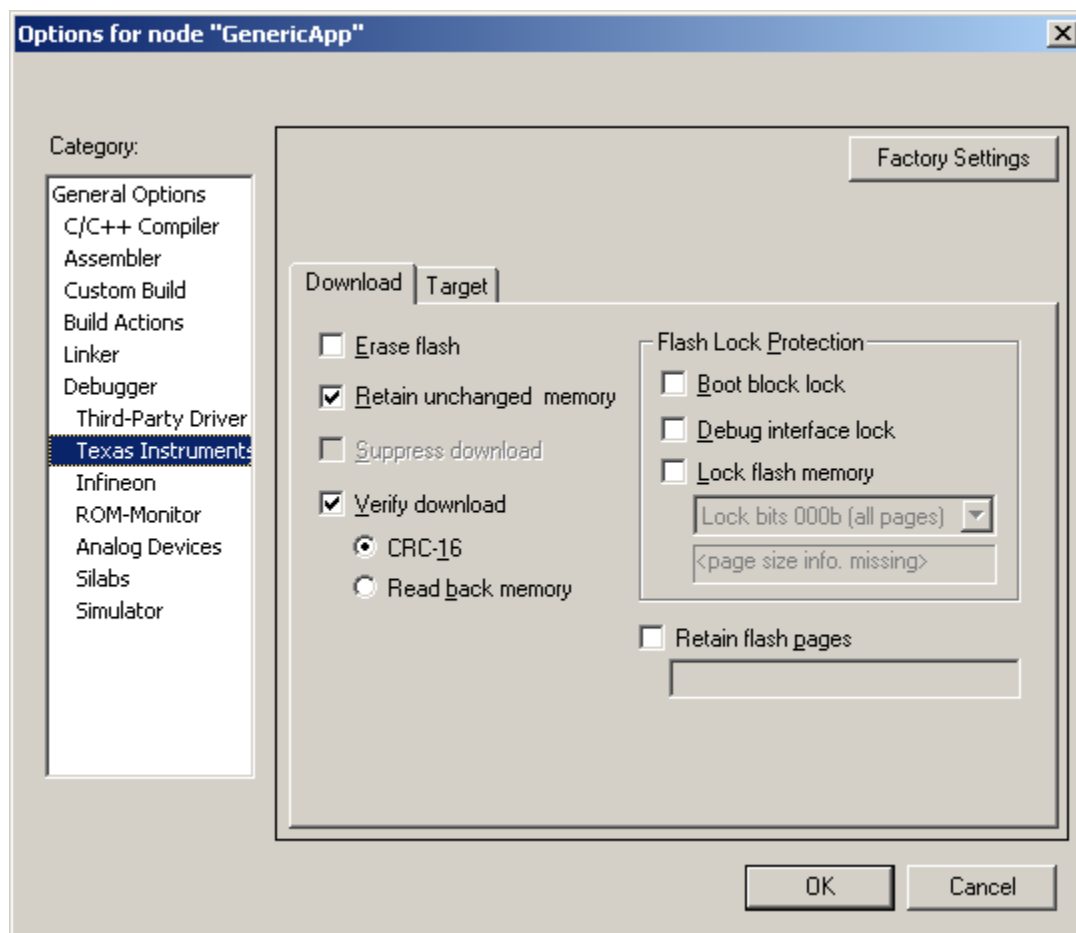 Options for node "GenericApp"
Category:
General Options
C/C++ Compiler
Assembler
Custom Build
Build Actions
Linker
Debugger
Third-Party Driver
Texas Instruments
Infineon
ROM-Monitor
Analog Devices
Silabs
Simulator
Factory Settings
Download
Target
Erase flash
Retain unchanged memory
Suppress download
Verify download
CRC-16
Read back memory
Flash Lock Protection
Boot block lock
Debug interface lock
Lock flash memory
Lock bits 000b (all pages)
<page size info. missing>
Retain flash pages
OK
Cancel